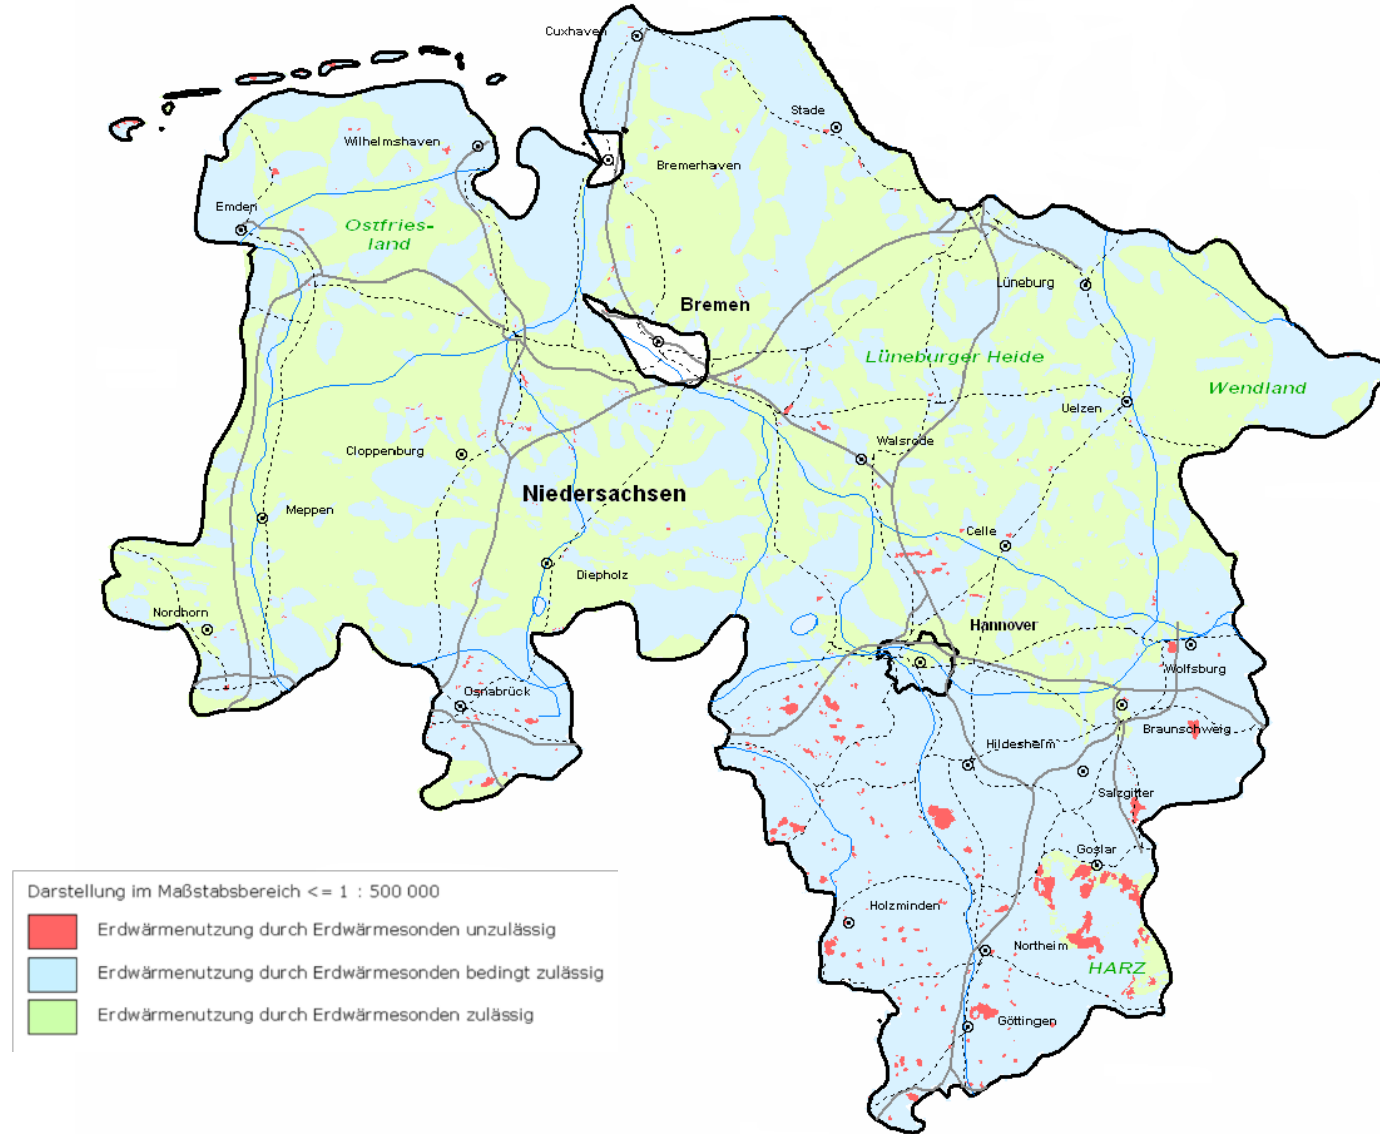 Cuxhaven
Stade
Wilhelmshaven
Bremerhaven
Emden
Ostfries-
land
Lüneburg
Bremen
Lüneburger Heide
Wendland
Uelzen
Walsrode
Cloppenburg
Niedersachsen
Meppen
Celle
Diepholz
Nordhorn
Hannover
Wolfsburg
Osnabrück
Braunschweig
Hildesheim
Salzgitter
Goslar
Holzminden
Northeim
HARZ
Göttingen
Darstellung im Maßstabsbereich <= 1 : 500 000
Erdwärmenutzung durch Erdwärmesonden unzulässig
Erdwärmenutzung durch Erdwärmesonden bedingt zulässig
Erdwärmenutzung durch Erdwärmesonden zulässig